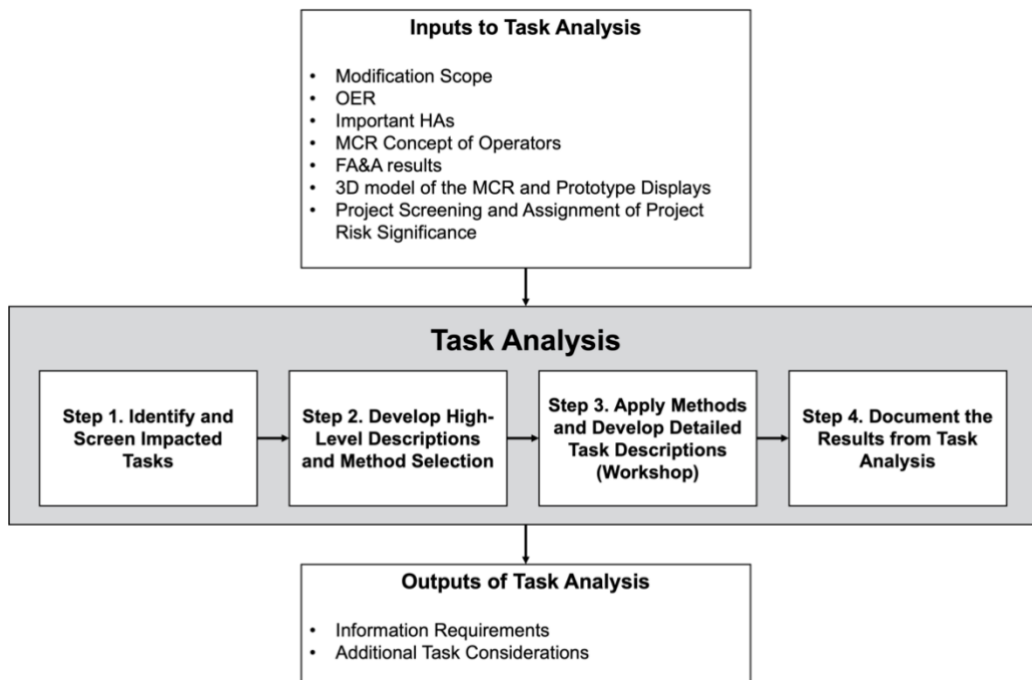 Inputs to Task Analysis
• Modification Scope
• OER
• Important HAs
• MCR Concept of Operators
• FA&A results
• 3D model of the MCR and Prototype Displays
• Project Screening and Assignment of Project
Risk Significance
Task Analysis
Step 1. Identify and
Screen Impacted
Tasks
Step 2. Develop High-
Level Descriptions
and Method Selection
Step 3. Apply Methods
and Develop Detailed
Task Descriptions
(Workshop)
Step 4. Document the
Results from Task
Analysis
Outputs of Task Analysis
• Information Requirements
• Additional Task Considerations